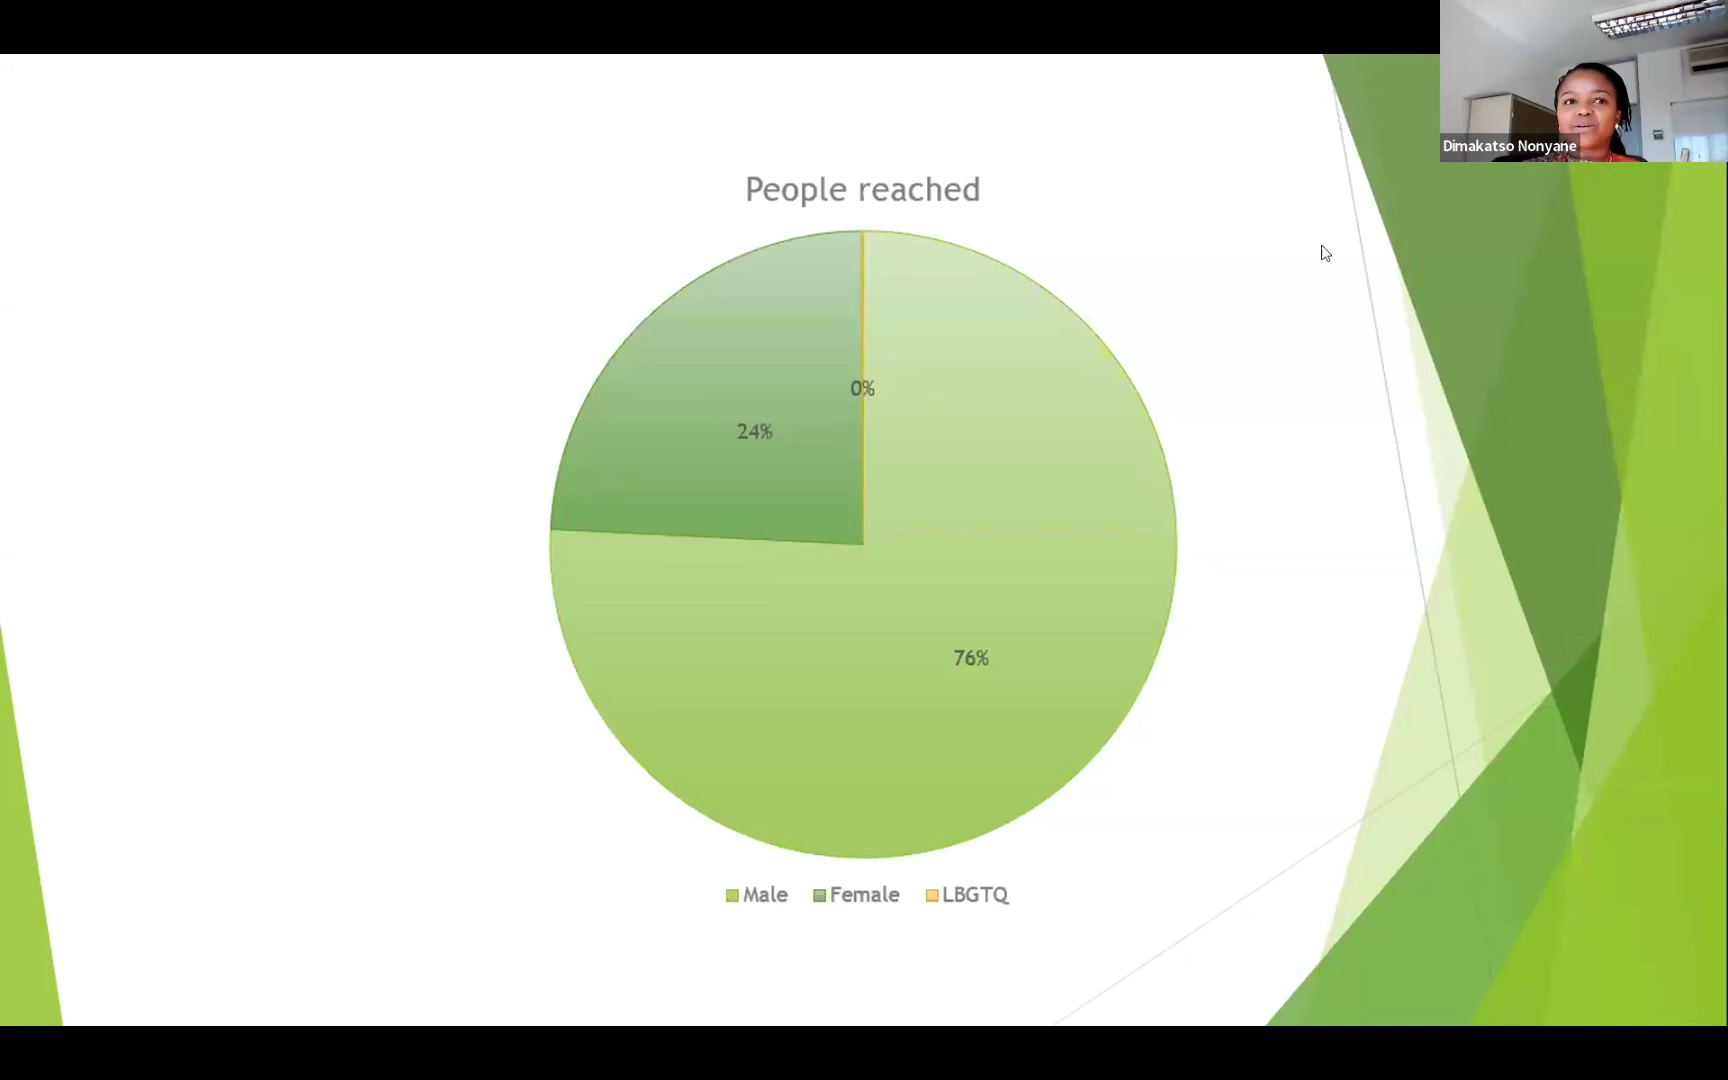 Dimakatso Nonyane
People reached
0%
24%
76%
Male Female LBGTQ